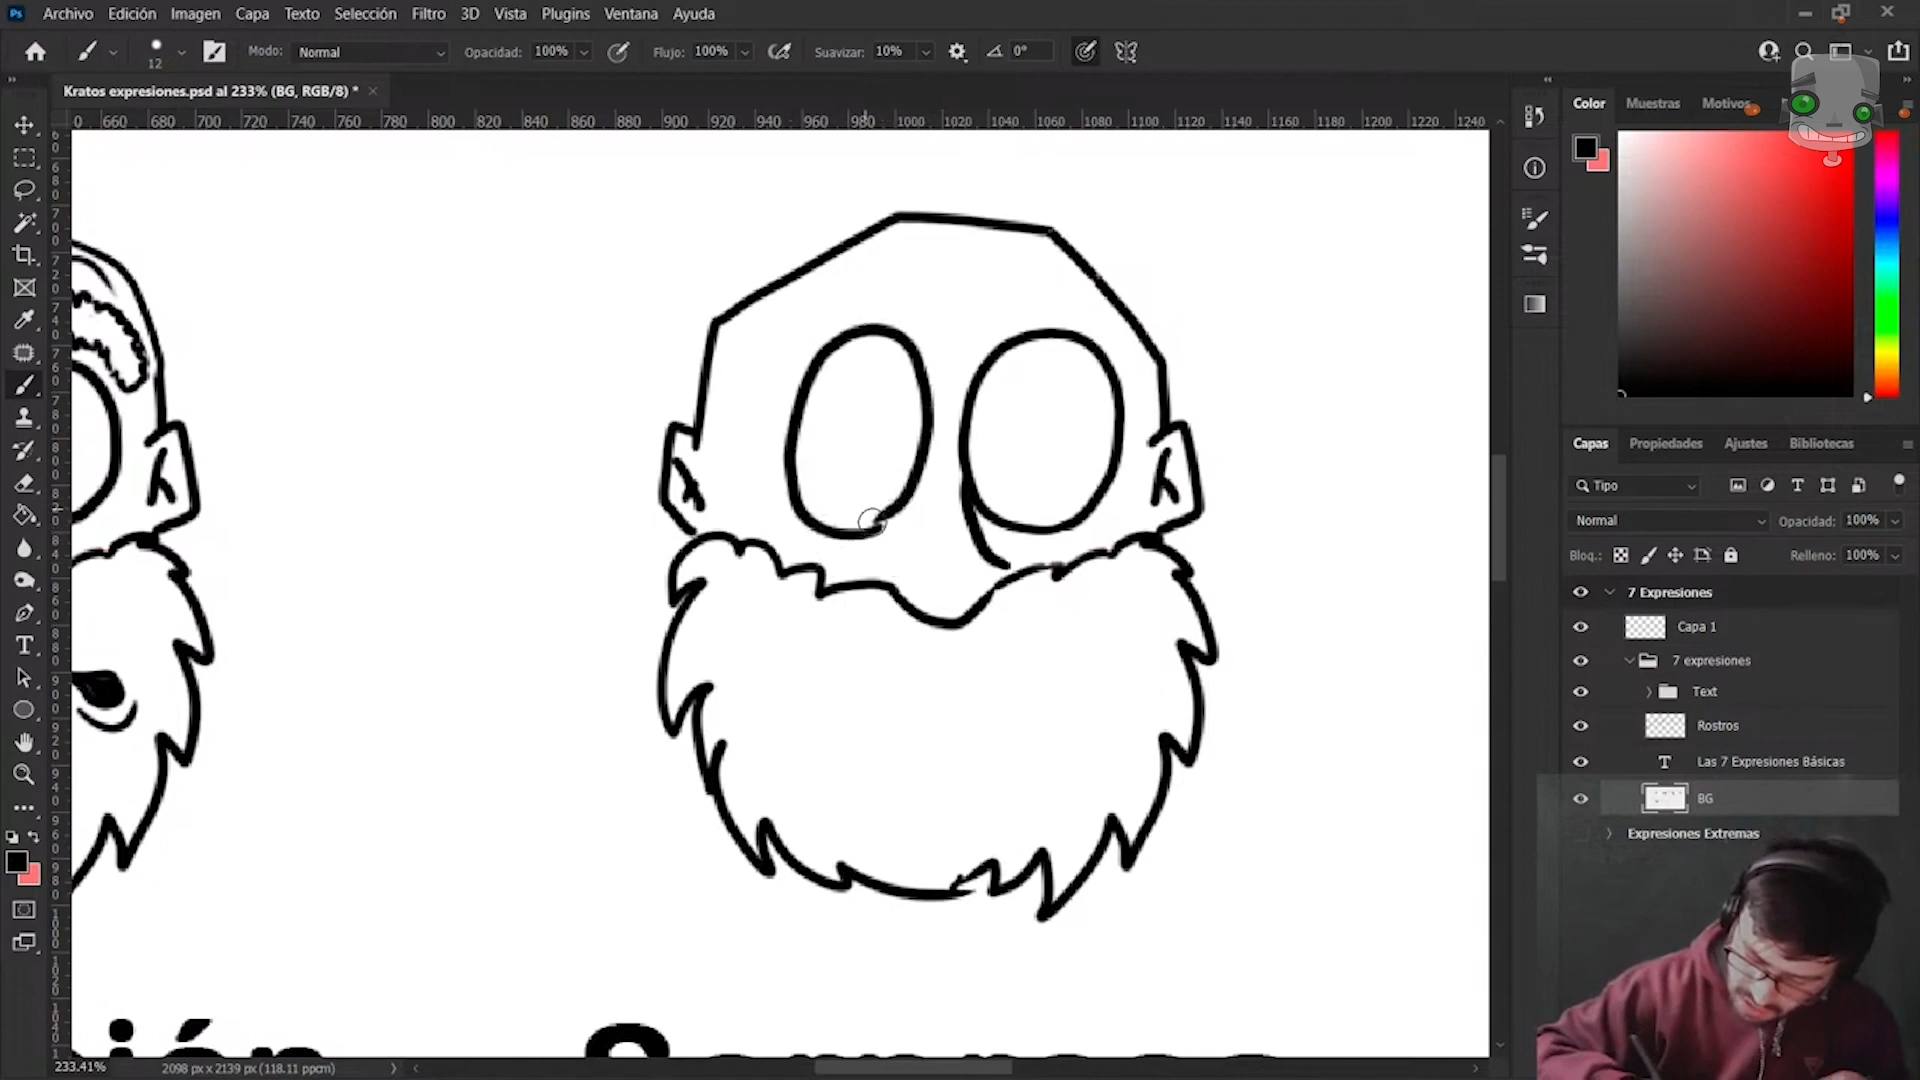 Ps Archivo Edición Imagen Capa Texto Selección Filtro 3D Vista Plugins Ventana Ayuda
12 Modo: Normal Opacidad: 100% Flujo: 100% Suavizar: 10% 0°
Kratos expresiones.psd al 233% (BG, RGB/8) *
0 660 680 700 720 740 760 780 800 820 840 860 880 900 920 940 960 980 1000 1020 1040 1060 1080 1100 1120 1140 1160 1180 1200 1220 1240
Color Muestras Motivos
Capas Propiedades Ajustes Bibliotecas
Tipo
Normal Opacidad: 100%
Bloq.: Relleno: 100%
7 Expresiones
Capa 1
7 expresiones
Text
Rostros
T Las 7 Expresiones Básicas
BG
Expresiones Extremas
ión
233.41% 2098 px x 2139 px (118.11 ppcm)